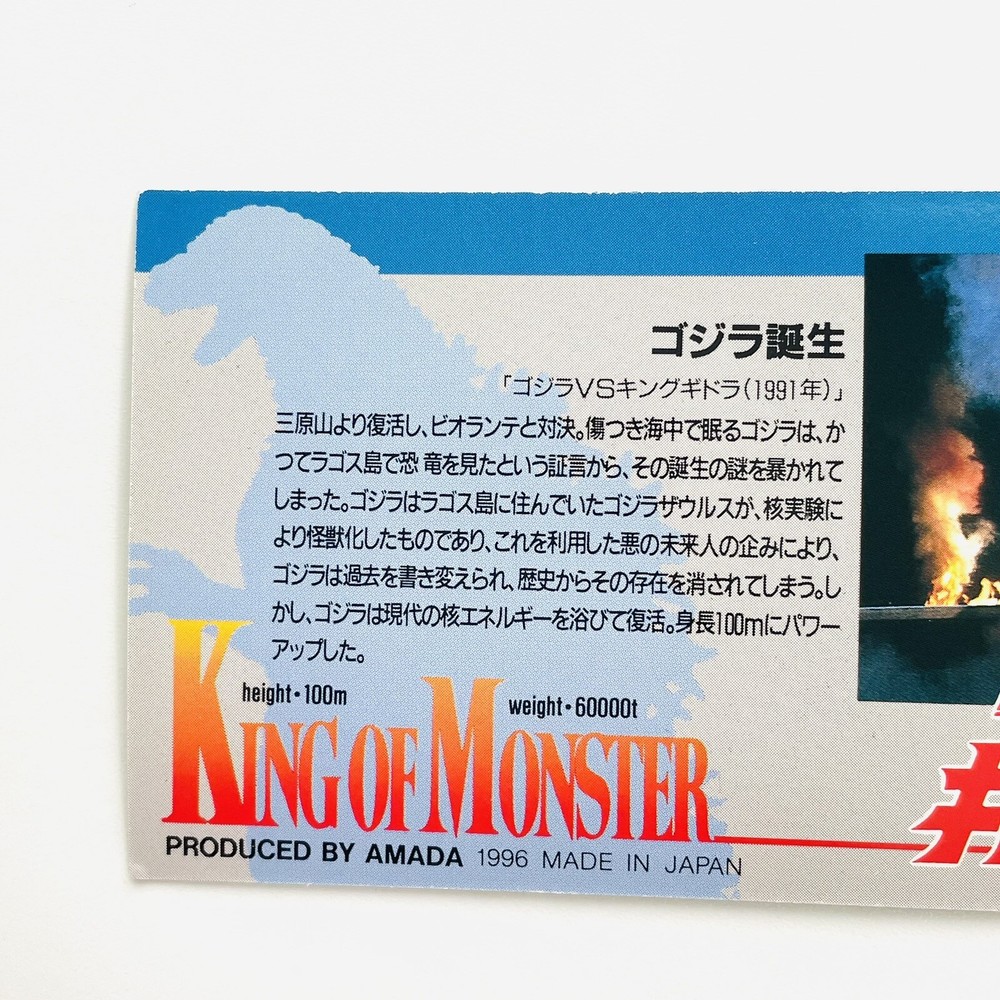 ゴジラ誕生
「ゴジラVSキングギドラ(1991年)」
三原山より復活し、ビオランテと対決。傷つき海中で眠るゴジラは、か
つてラゴス島で恐 竜を見たという証言から、その誕生の謎を暴かれて
しまった。ゴジラはラゴス島に住んでいたゴジラザウルスが、核実験に
より怪獣化したものであり、これを利用した悪の未来人の企みにより、
ゴジラは過去を書き変えられ、歴史からその存在を消されてしまう。し
かし、ゴジラは現代の核エネルギーを浴びて復活。身長100mにパワー
アップした。
height・100m weight・60000t
KING OF MONSTER
PRODUCED BY AMADA 1996 MADE IN JAPAN